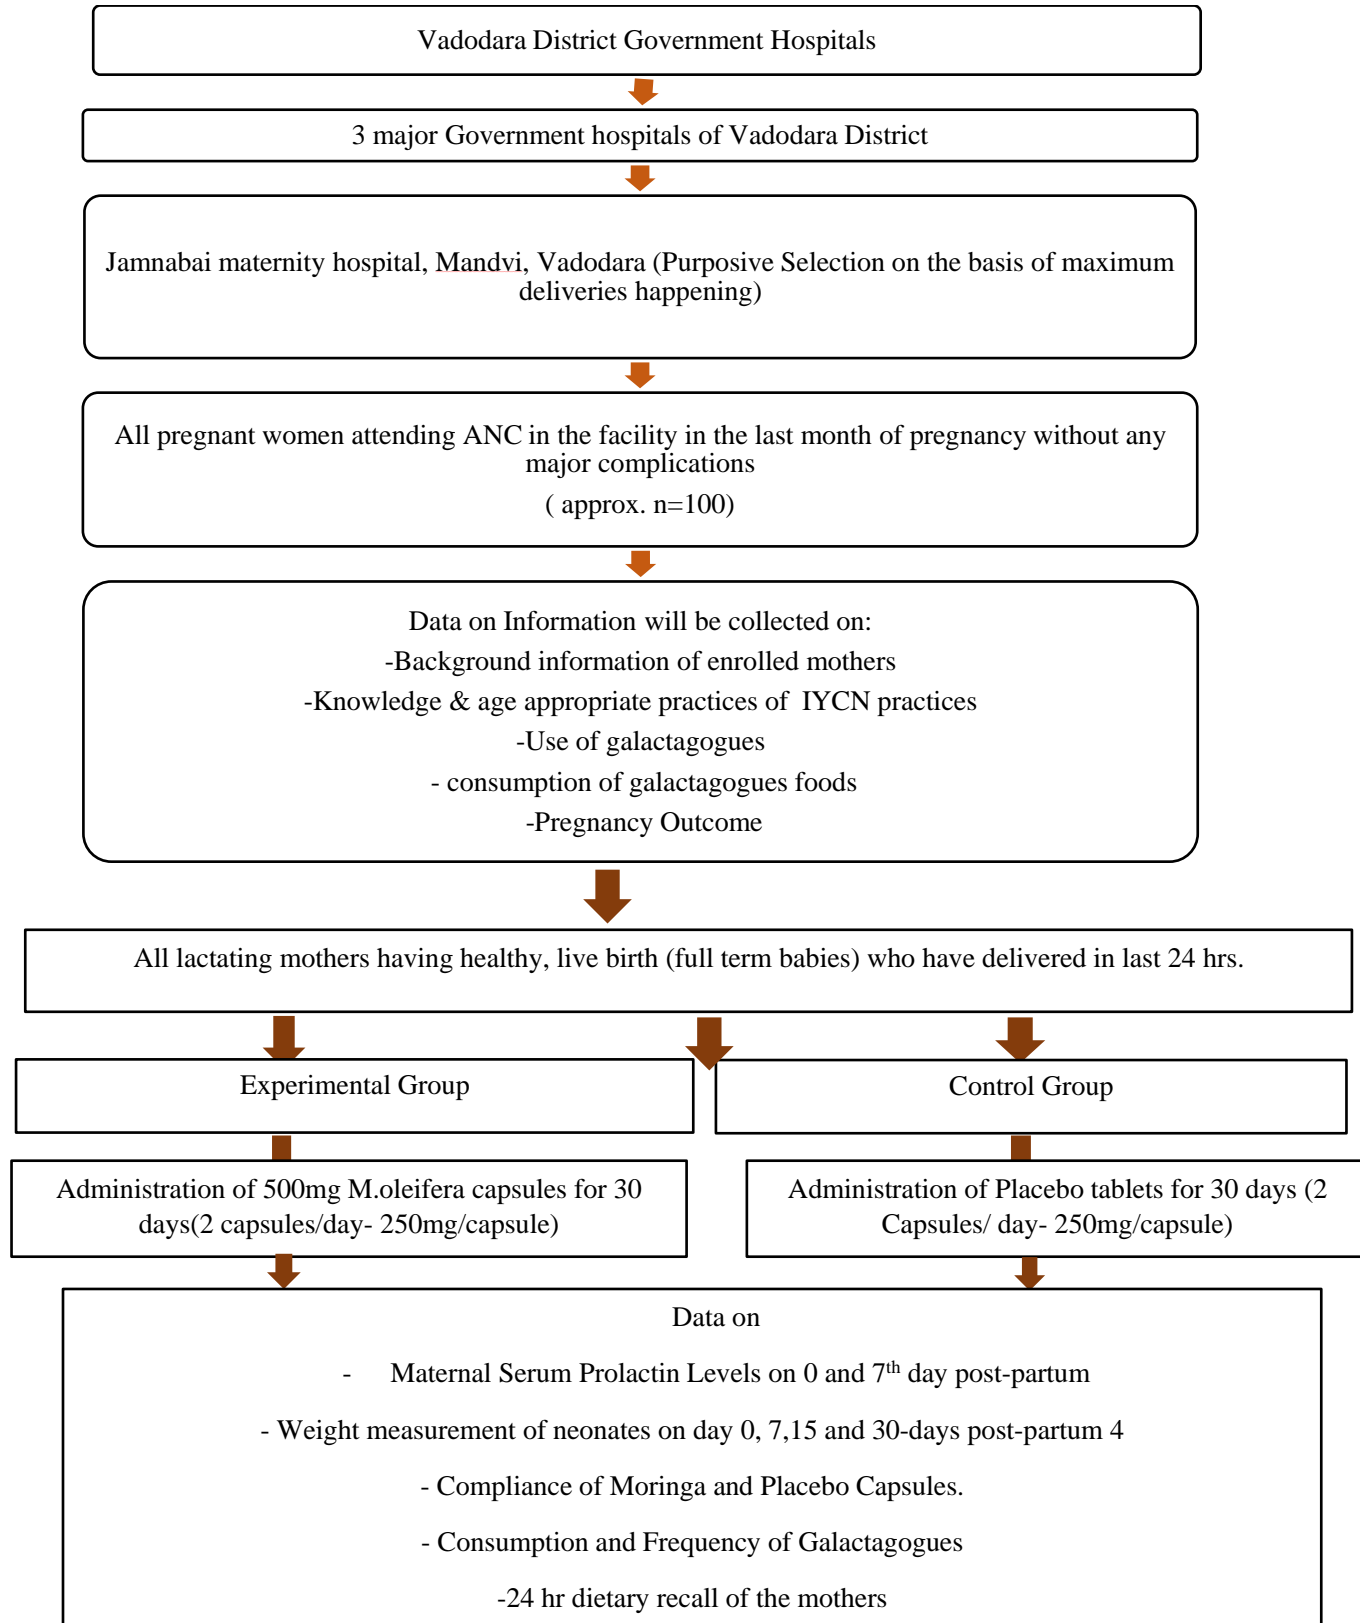 Vadodara District Government Hospitals
3 major Government hospitals of Vadodara District
Jamnabai maternity hospital, Mandvi, Vadodara (Purposive Selection on the basis of maximum
deliveries happening)
All pregnant women attending ANC in the facility in the last month of pregnancy without any
major complications
( approx. n=100)
Data on Information will be collected on:
-Background information of enrolled mothers
-Knowledge & age appropriate practices of IYCN practices
-Use of galactagogues
- consumption of galactagogues foods
-Pregnancy Outcome
All lactating mothers having healthy, live birth (full term babies) who have delivered in last 24 hrs.
Experimental Group
Control Group
Administration of 500mg M.oleifera capsules for 30
days(2 capsules/day- 250mg/capsule)
Administration of Placebo tablets for 30 days (2
Capsules/ day- 250mg/capsule)
Data on
- Maternal Serum Prolactin Levels on 0 and 7th day post-partum
- Weight measurement of neonates on day 0, 7,15 and 30-days post-partum 4
- Compliance of Moringa and Placebo Capsules.
- Consumption and Frequency of Galactagogues
-24 hr dietary recall of the mothers